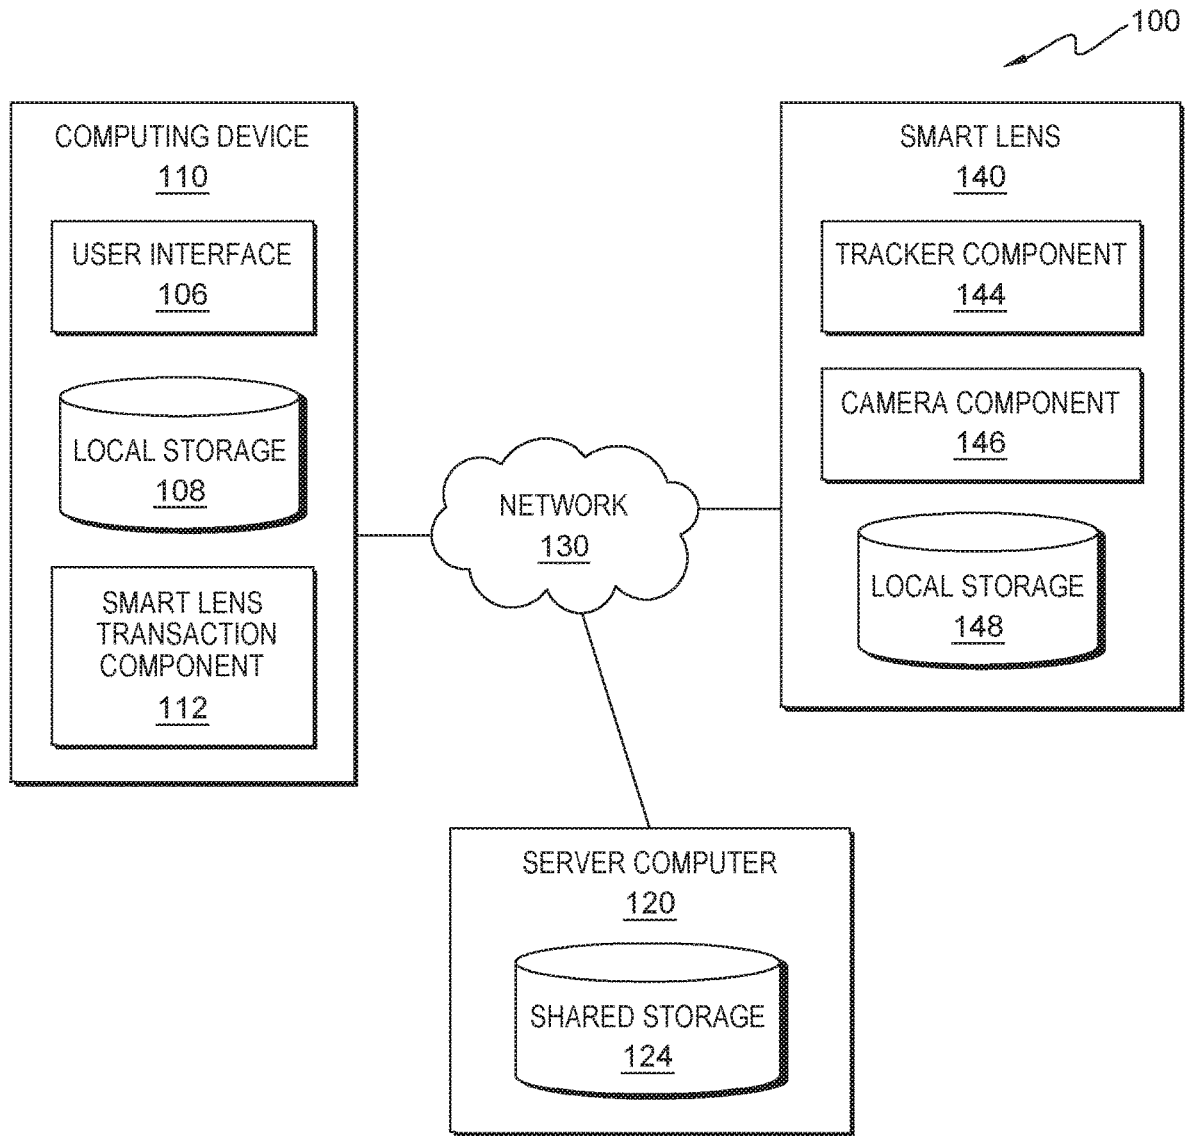 100
COMPUTING DEVICE
110
USER INTERFACE
106
LOCAL STORAGE
108
SMART LENS
TRANSACTION
COMPONENT
112
NETWORK
130
SMART LENS
140
TRACKER COMPONENT
144
CAMERA COMPONENT
146
LOCAL STORAGE
148
SERVER COMPUTER
120
SHARED STORAGE
124